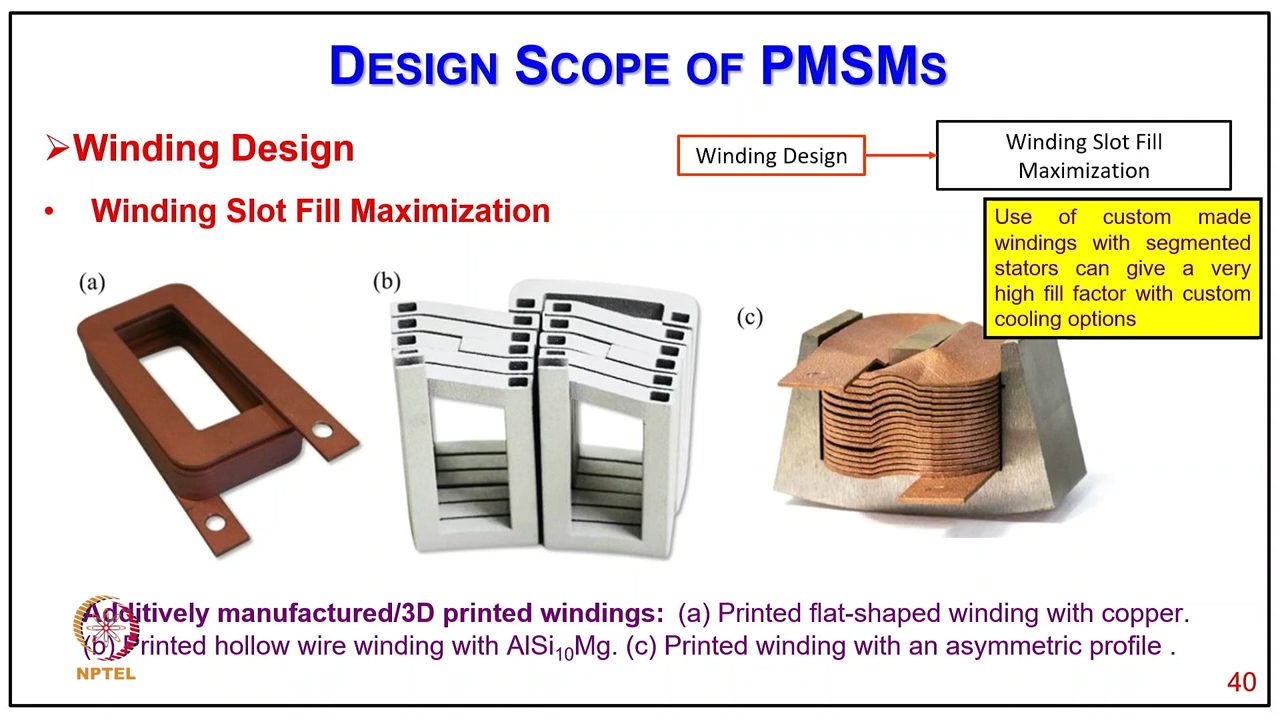 DESIGN SCOPE OF PMSMS
➢Winding Design
• Winding Slot Fill Maximization
Winding Design
Winding Slot Fill
Maximization
Use of custom made
windings with segmented
stators can give a very
high fill factor with custom
cooling options
(a)
(b)
(c)
Additively manufactured/3D printed windings: (a) Printed flat-shaped winding with copper.
(b) Printed hollow wire winding with AlSi₁₀Mg. (c) Printed winding with an asymmetric profile .
NPTEL
40